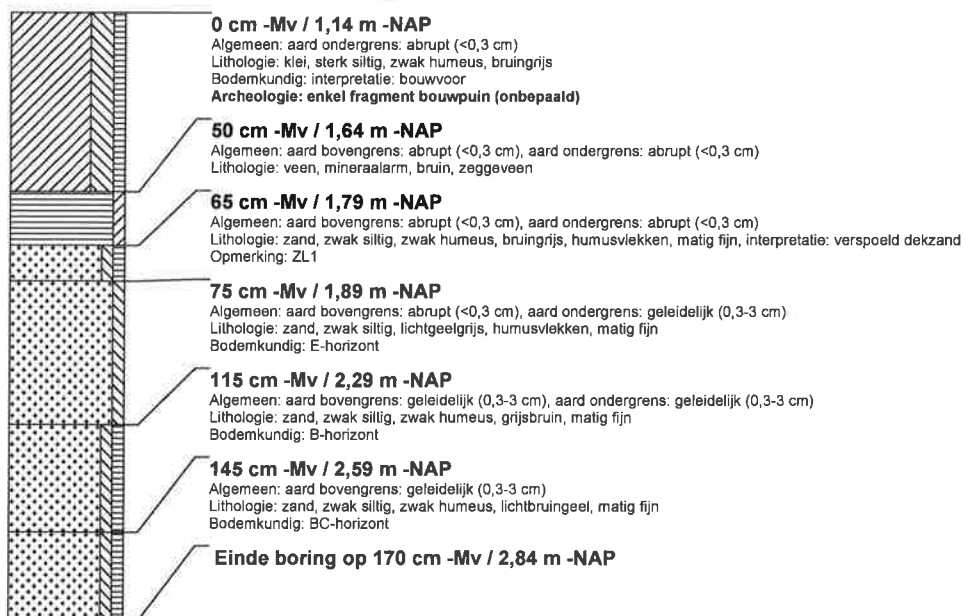 0 cm -Mv / 1,14 m -NAP
Algemeen: aard ondergrens: abrupt (<0,3 cm)
Lithologie: klei, sterk siltig, zwak humeus, bruingrijs
Bodemkundig: interpretatie: bouwvoor
Archeologie: enkel fragment bouwpuin (onbepaald)
50 cm -Mv / 1,64 m -NAP
Algemeen: aard bovengrens: abrupt (<0,3 cm), aard ondergrens: abrupt (<0,3 cm)
Lithologie: veen, mineraalarm, bruin, zeggeveen
65 cm -Mv / 1,79 m -NAP
Algemeen: aard bovengrens: abrupt (<0,3 cm), aard ondergrens: abrupt (<0,3 cm)
Lithologie: zand, zwak siltig, zwak humeus, bruingrijs, humusvlekken, matig fijn, interpretatie: verspoeld dekzand
Opmerking: ZL1
75 cm -Mv / 1,89 m -NAP
Algemeen: aard bovengrens: abrupt (<0,3 cm), aard ondergrens: geleidelijk (0,3-3 cm)
Lithologie: zand, zwak siltig, lichtgeelgrijs, humusvlekken, matig fijn
Bodemkundig: E-horizont
115 cm -Mv / 2,29 m -NAP
Algemeen: aard bovengrens: geleidelijk (0,3-3 cm), aard ondergrens: geleidelijk (0,3-3 cm)
Lithologie: zand, zwak siltig, zwak humeus, grijsbruin, matig fijn
Bodemkundig: B-horizont
145 cm -Mv / 2,59 m -NAP
Algemeen: aard bovengrens: geleidelijk (0,3-3 cm)
Lithologie: zand, zwak siltig, zwak humeus, lichtbruingeel, matig fijn
Bodemkundig: BC-horizont
Einde boring op 170 cm -Mv / 2,84 m -NAP